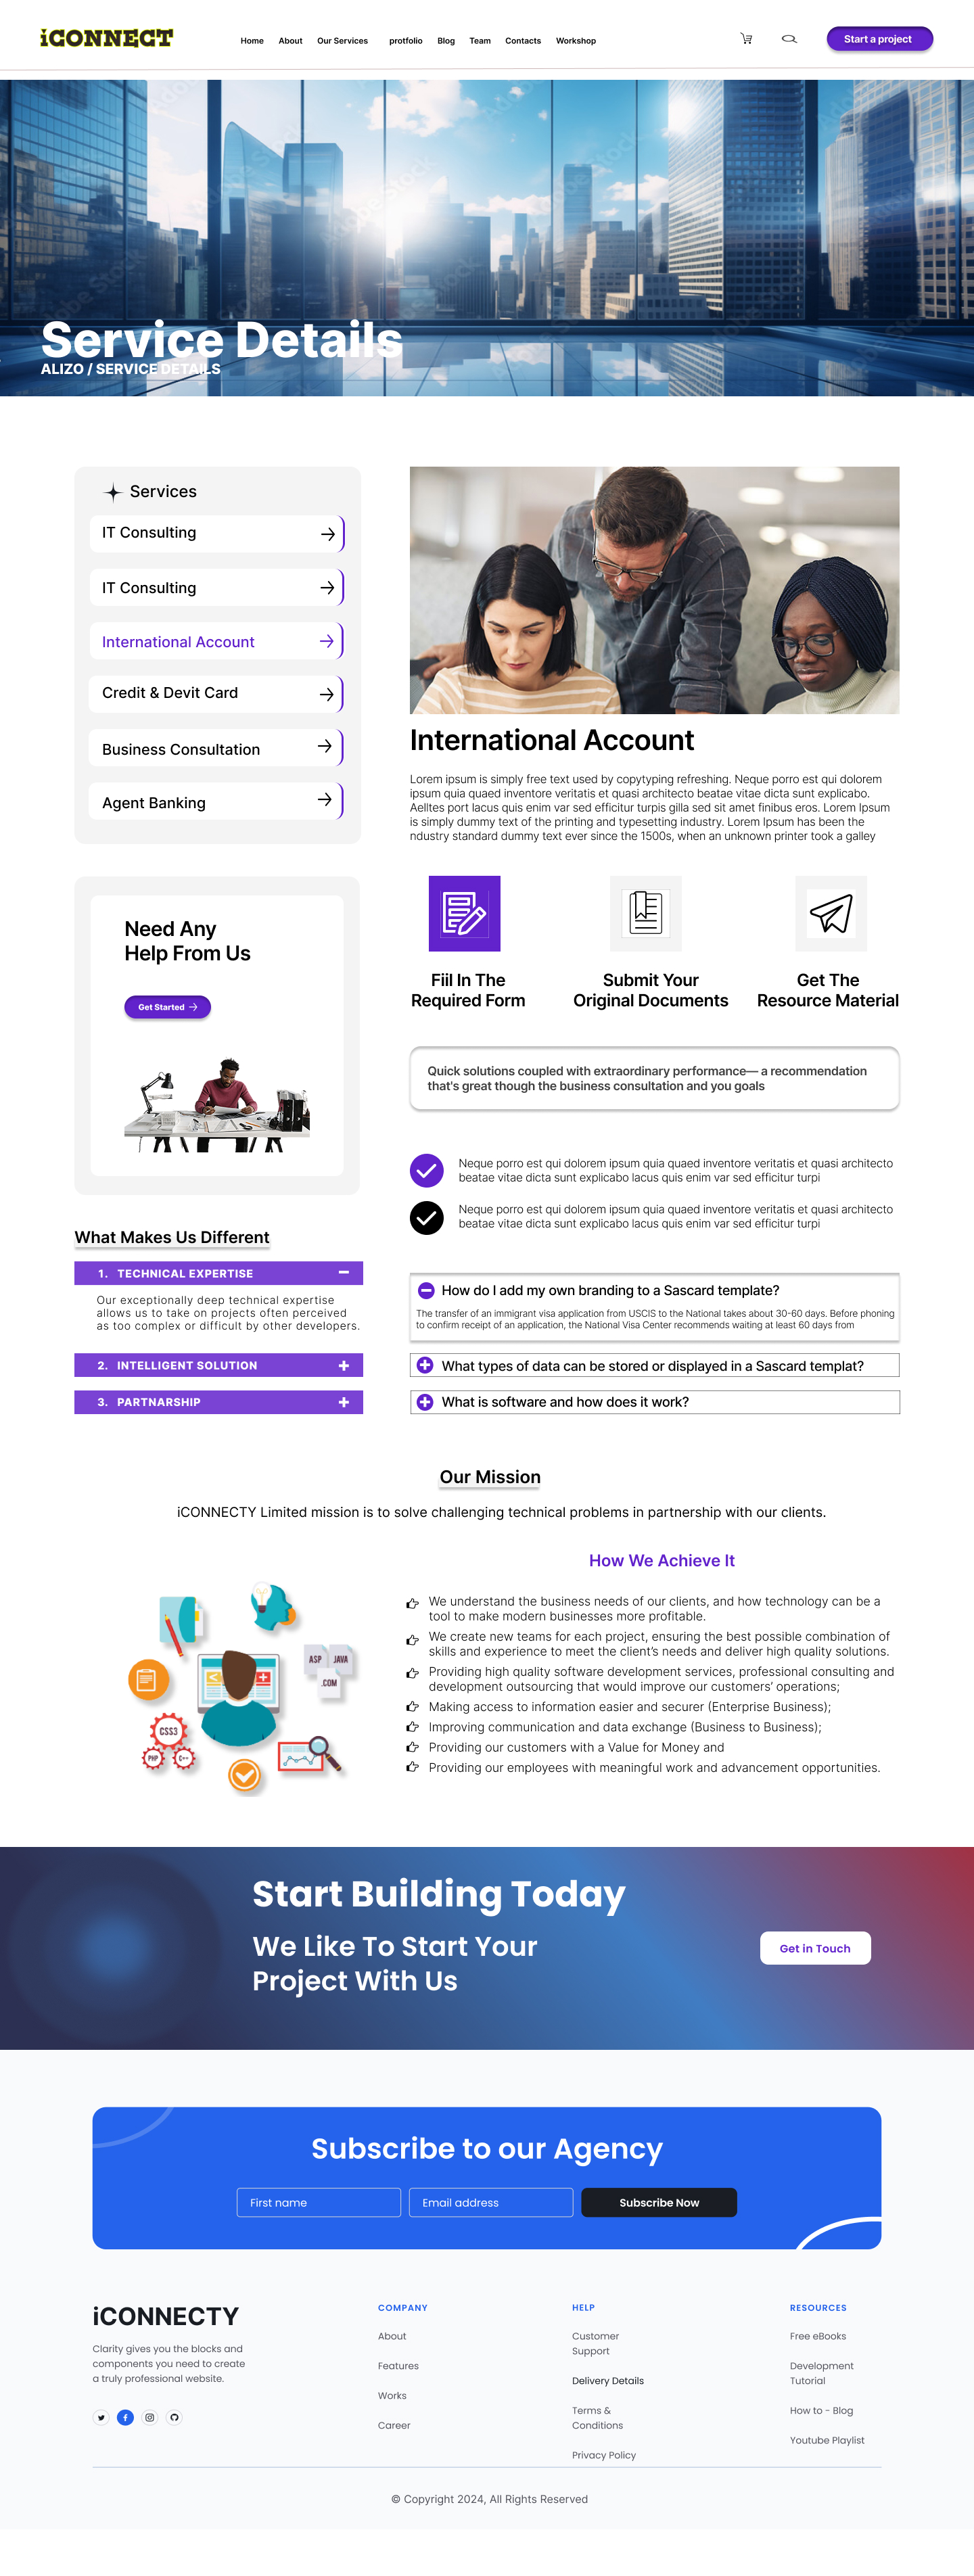 iCONNECT
Home About Our Services protfolio Blog Team Contacts Workshop
Start a project
Service Details
ALIZO / SERVICE DETAILS
Services
IT Consulting
IT Consulting
International Account
Credit & Devit Card
Business Consultation
Agent Banking
Need Any
Help From Us
Get Started
What Makes Us Different
1. TECHNICAL EXPERTISE
Our exceptionally deep technical expertise
allows us to take on projects often perceived
as too complex or difficult by other developers.
2. INTELLIGENT SOLUTION
3. PARTNARSHIP
International Account
Lorem ipsum is simply free text used by copytyping refreshing. Neque porro est qui dolorem
ipsum quia quaed inventore veritatis et quasi architecto beatae vitae dicta sunt explicabo.
Aelltes port lacus quis enim var sed efficitur turpis gilla sed sit amet finibus eros. Lorem Ipsum
is simply dummy text of the printing and typesetting industry. Lorem Ipsum has been the
ndustry standard dummy text ever since the 1500s, when an unknown printer took a galley
Fiil In The
Required Form
Submit Your
Original Documents
Get The
Resource Material
Quick solutions coupled with extraordinary performance— a recommendation
that's great though the business consultation and you goals
Neque porro est qui dolorem ipsum quia quaed inventore veritatis et quasi architecto
beatae vitae dicta sunt explicabo lacus quis enim var sed efficitur turpi
Neque porro est qui dolorem ipsum quia quaed inventore veritatis et quasi architecto
beatae vitae dicta sunt explicabo lacus quis enim var sed efficitur turpi
How do I add my own branding to a Sascard template?
The transfer of an immigrant visa application from USCIS to the National takes about 30-60 days. Before phoning
to confirm receipt of an application, the National Visa Center recommends waiting at least 60 days from
What types of data can be stored or displayed in a Sascard templat?
What is software and how does it work?
Our Mission
iCONNECTY Limited mission is to solve challenging technical problems in partnership with our clients.
How We Achieve It
ASP JAVA
.COM
CSS3
PHP C++
We understand the business needs of our clients, and how technology can be a
tool to make modern businesses more profitable.
We create new teams for each project, ensuring the best possible combination of
skills and experience to meet the client's needs and deliver high quality solutions.
Providing high quality software development services, professional consulting and
development outsourcing that would improve our customers' operations;
Making access to information easier and securer (Enterprise Business);
Improving communication and data exchange (Business to Business);
Providing our customers with a Value for Money and
Providing our employees with meaningful work and advancement opportunities.
Start Building Today
We Like To Start Your
Project With Us
Get in Touch
Subscribe to our Agency
First name
Email address
Subscribe Now
iCONNECTY
Clarity gives you the blocks and
components you need to create
a truly professional website.
COMPANY
About
Features
Works
Career
HELP
Customer
Support
Delivery Details
Terms &
Conditions
Privacy Policy
RESOURCES
Free eBooks
Development
Tutorial
How to - Blog
Youtube Playlist
© Copyright 2024, All Rights Reserved